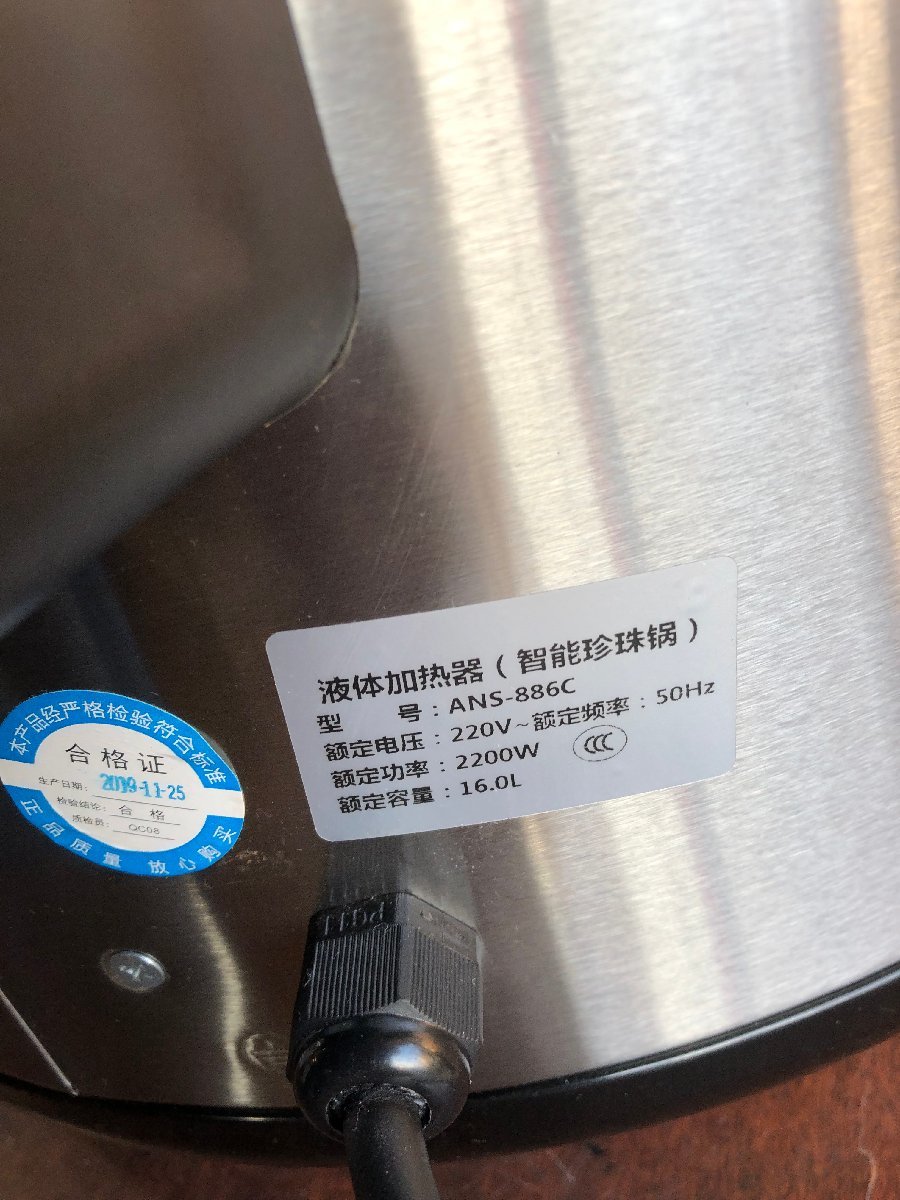 液体加热器（智能珍珠锅）
型 号：ANS-886C
额定电压：220V~额定频率：50Hz
额定功率：2200W
CCC
额定容量：16.0L
本产品经严格检验符合标准
合格证
生产日期：2019-11-25
检验结论：合 格
质检员：QC08
正品质量 放心购买
PG11